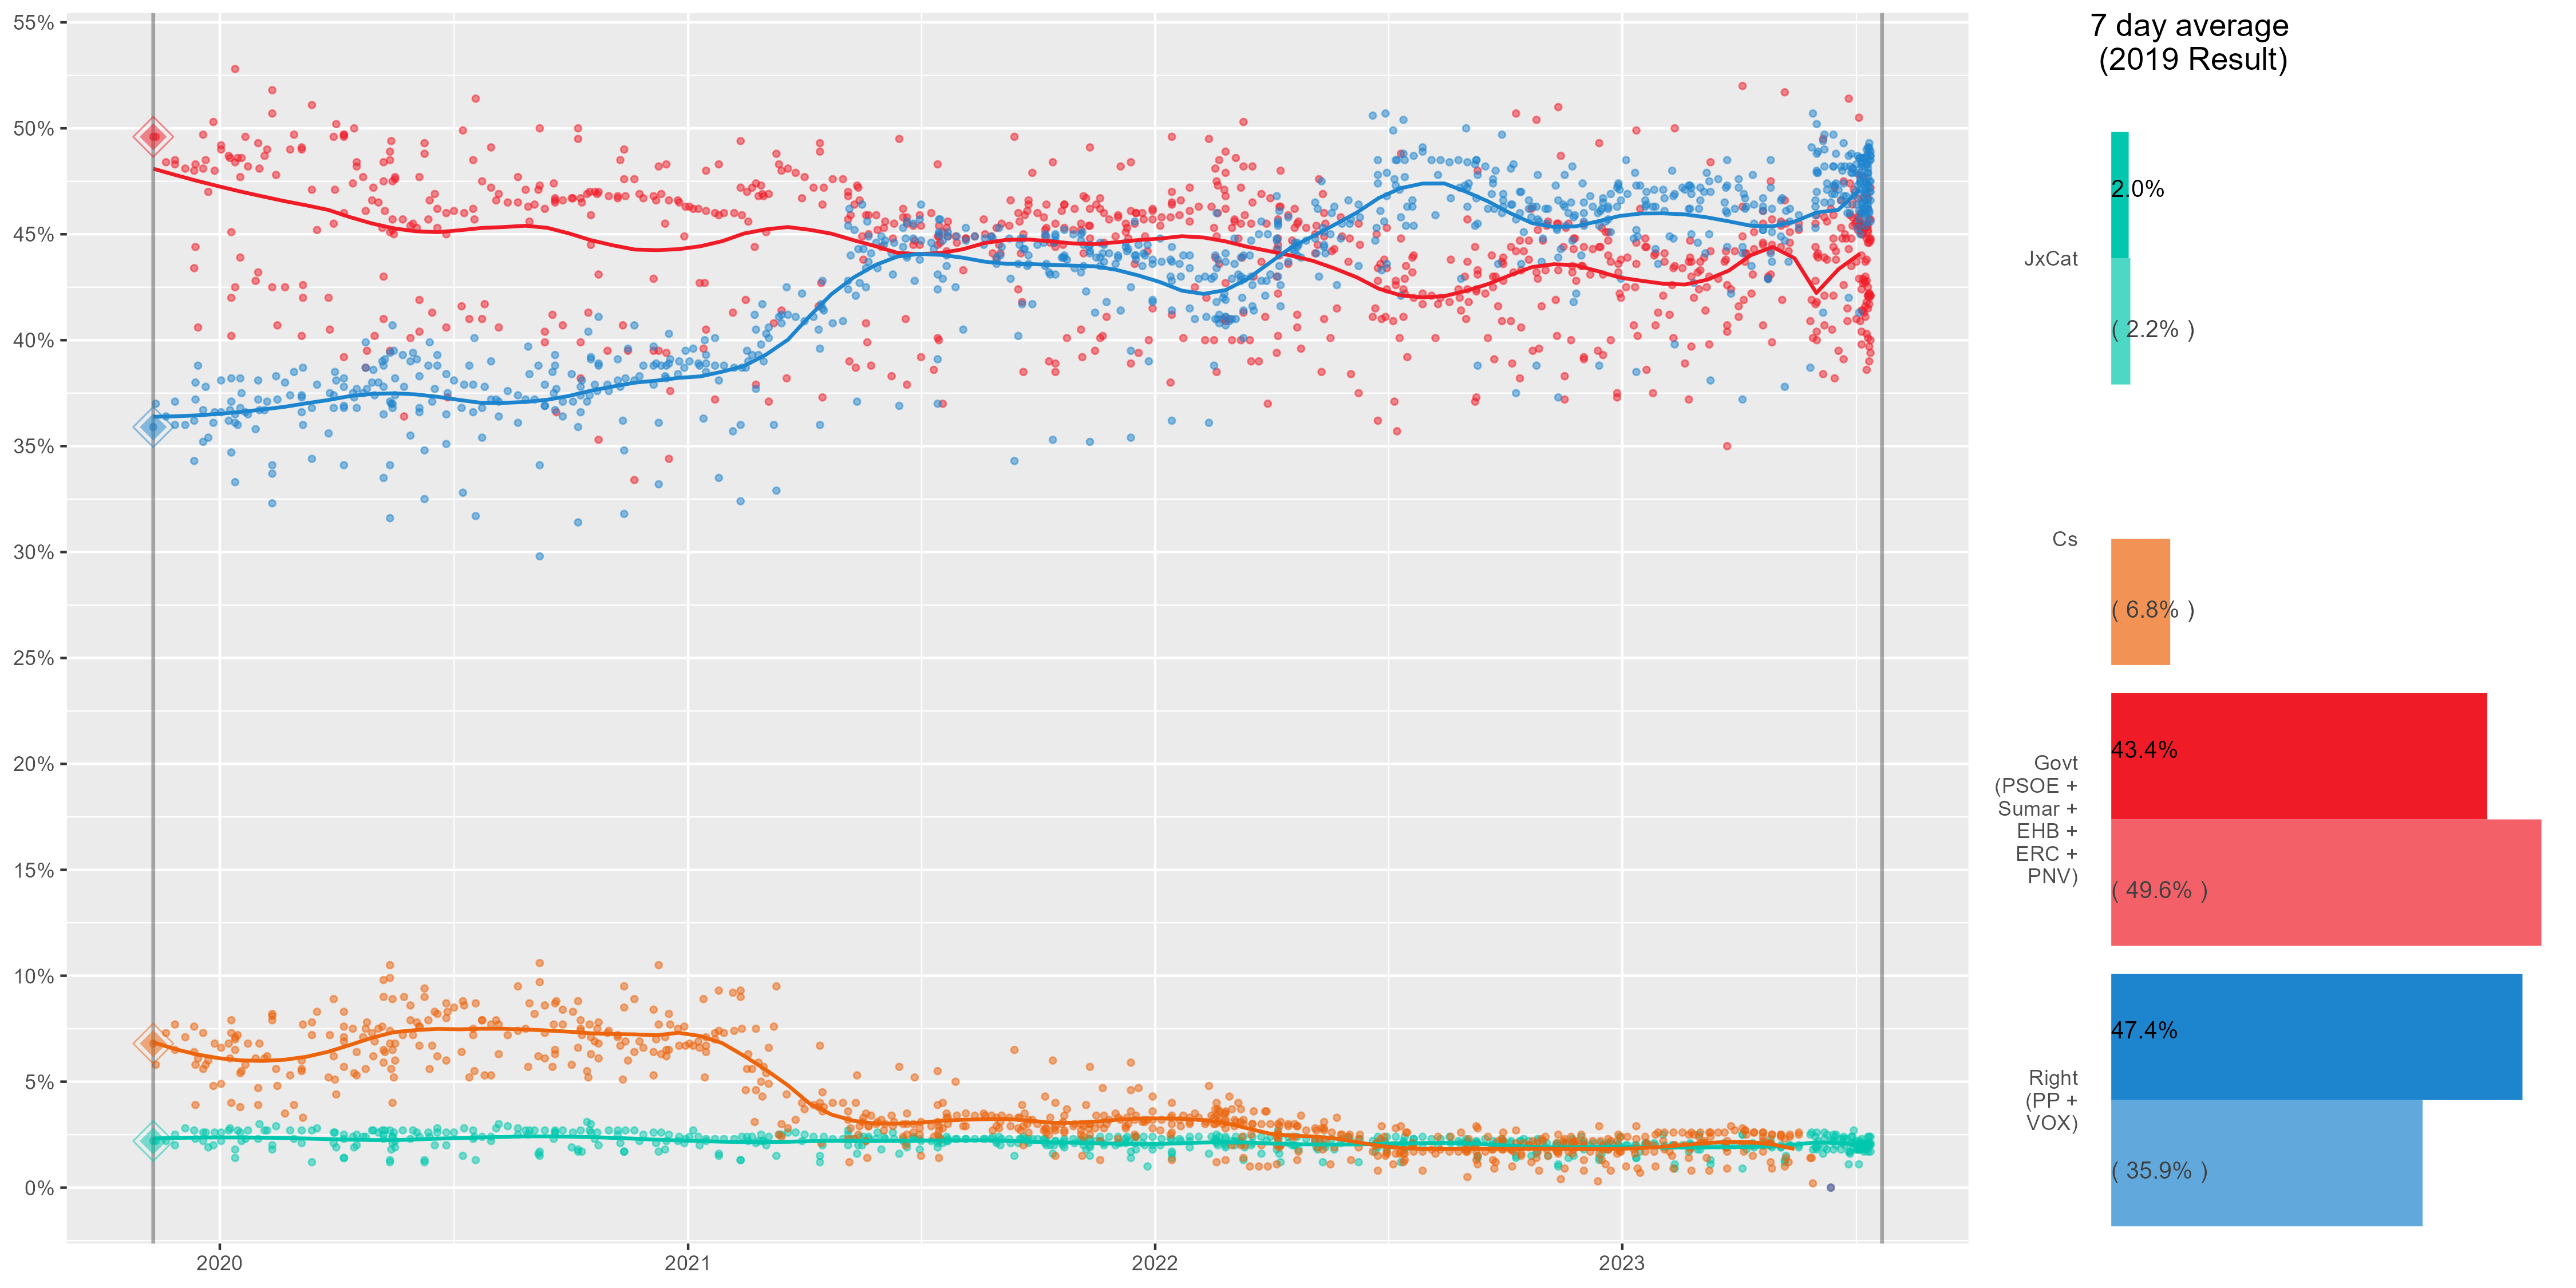 55%
50%
45%
40%
35%
30%
25%
20%
15%
10%
5%
0%
2020
2021
2022
2023
7 day average
(2019 Result)
JxCat
2.0%
( 2.2% )
Cs
( 6.8% )
Govt
(PSOE +
Sumar +
EHB +
ERC +
PNV)
43.4%
( 49.6% )
Right
(PP +
VOX)
47.4%
( 35.9% )